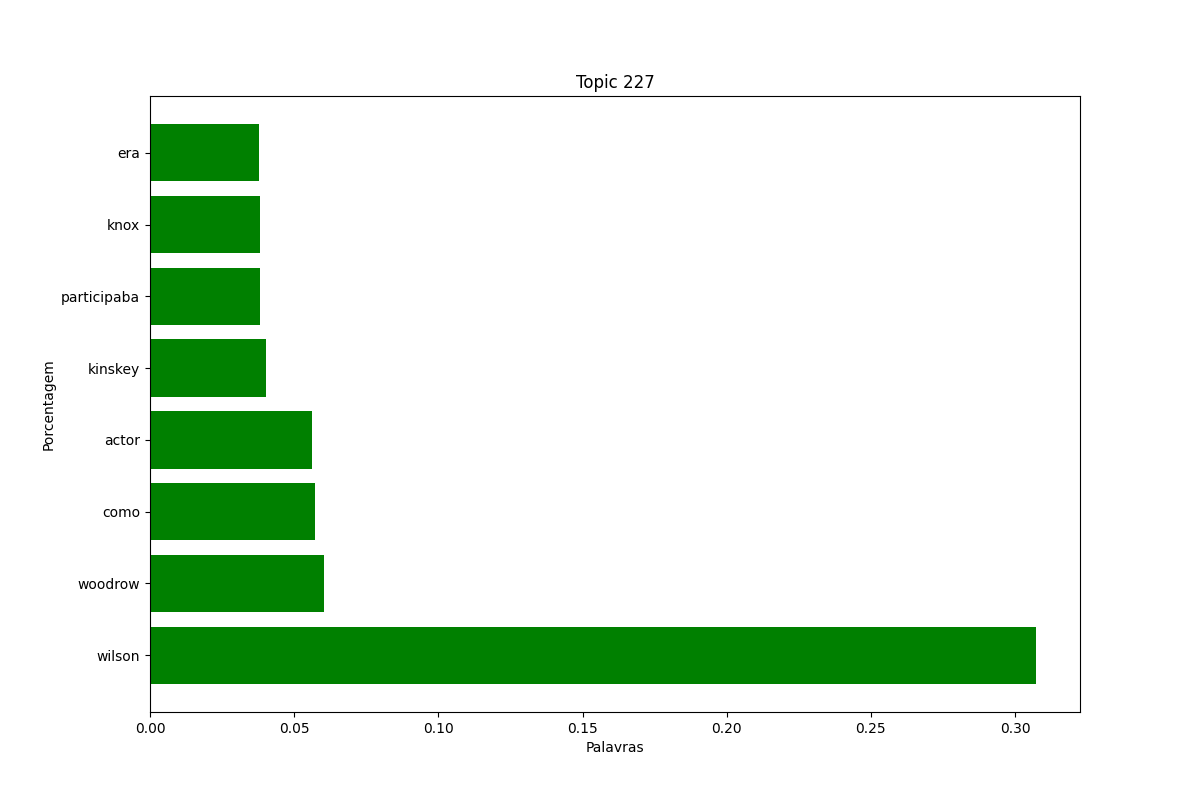 Topic 227
era
knox
participaba
kinskey
actor
como
woodrow
wilson
Porcentagem
0.00 0.05 0.10 0.15 0.20 0.25 0.30
Palavras